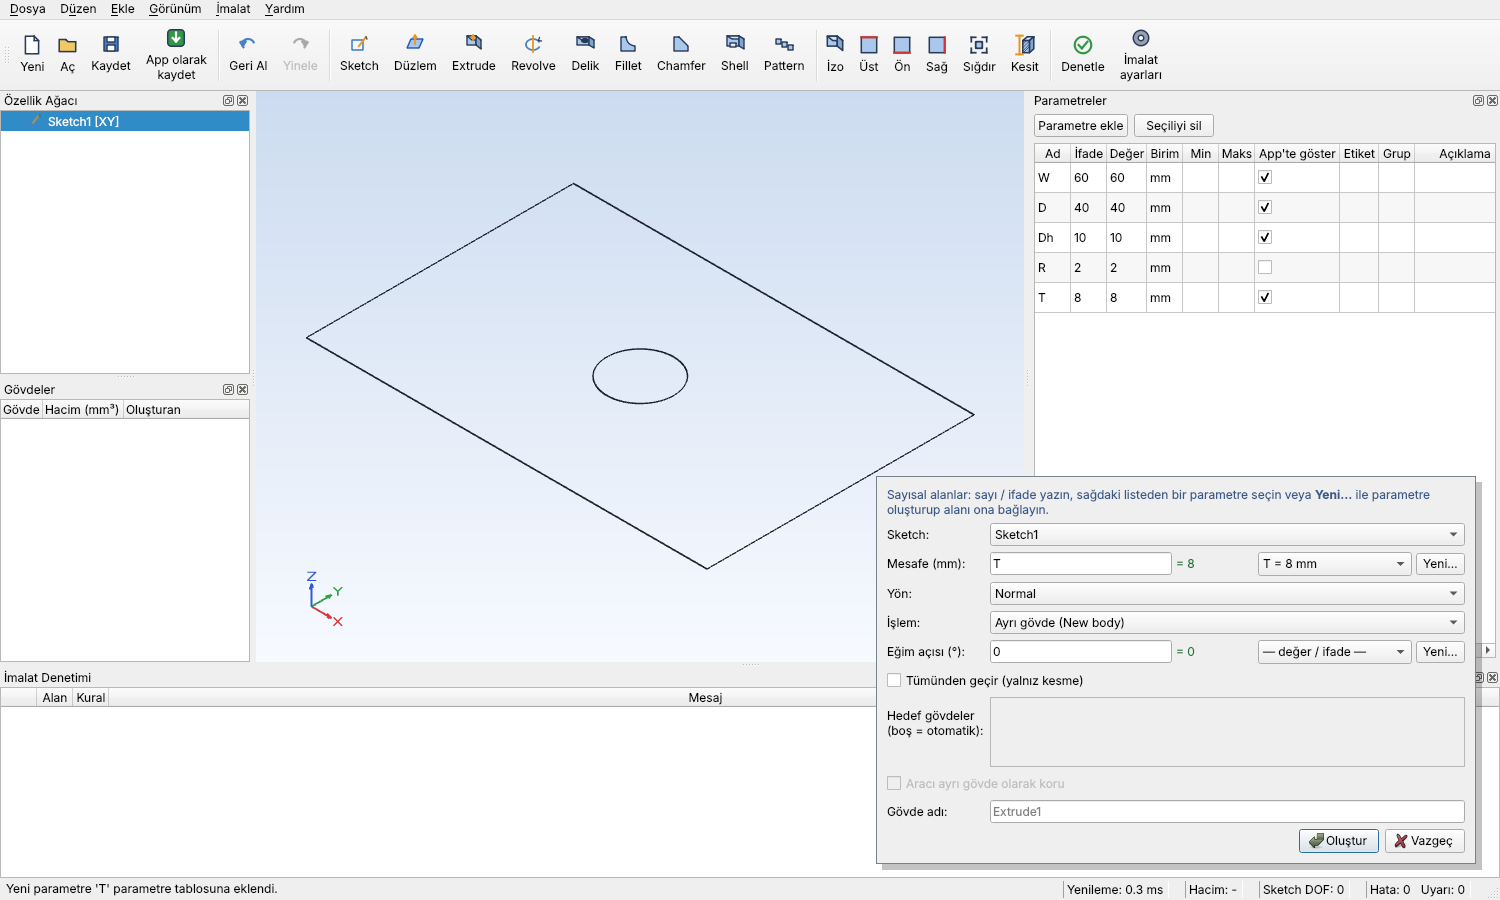 Dosya Düzen Ekle Görünüm İmalat Yardım
Yeni Aç Kaydet App olarak kaydet Geri Al Yinele Sketch Düzlem Extrude Revolve Delik Fillet Chamfer Shell Pattern İzo Üst Ön Sağ Sığdır Kesit Denetle İmalat ayarları
Özellik Ağacı
Sketch1 [XY]
Gövdeler
Gövde Hacim (mm³) Oluşturan
Z
Y
X
Parametreler
Parametre ekle Seçiliyi sil
Ad İfade Değer Birim Min Maks App'te göster Etiket Grup Açıklama
W 60 60 mm
D 40 40 mm
Dh 10 10 mm
R 2 2 mm
T 8 8 mm
Sayısal alanlar: sayı / ifade yazın, sağdaki listeden bir parametre seçin veya Yeni... ile parametre
oluşturup alanı ona bağlayın.
Sketch: Sketch1
Mesafe (mm): T = 8 T = 8 mm Yeni...
Yön: Normal
İşlem: Ayrı gövde (New body)
Eğim açısı (°): 0 = 0 — değer / ifade — Yeni...
Tümünden geçir (yalnız kesme)
Hedef gövdeler
(boş = otomatik):
Aracı ayrı gövde olarak koru
Gövde adı: Extrude1
Oluştur Vazgeç
İmalat Denetimi
Alan Kural Mesaj
Yeni parametre 'T' parametre tablosuna eklendi.
Yenileme: 0.3 ms Hacim: - Sketch DOF: 0 Hata: 0 Uyarı: 0